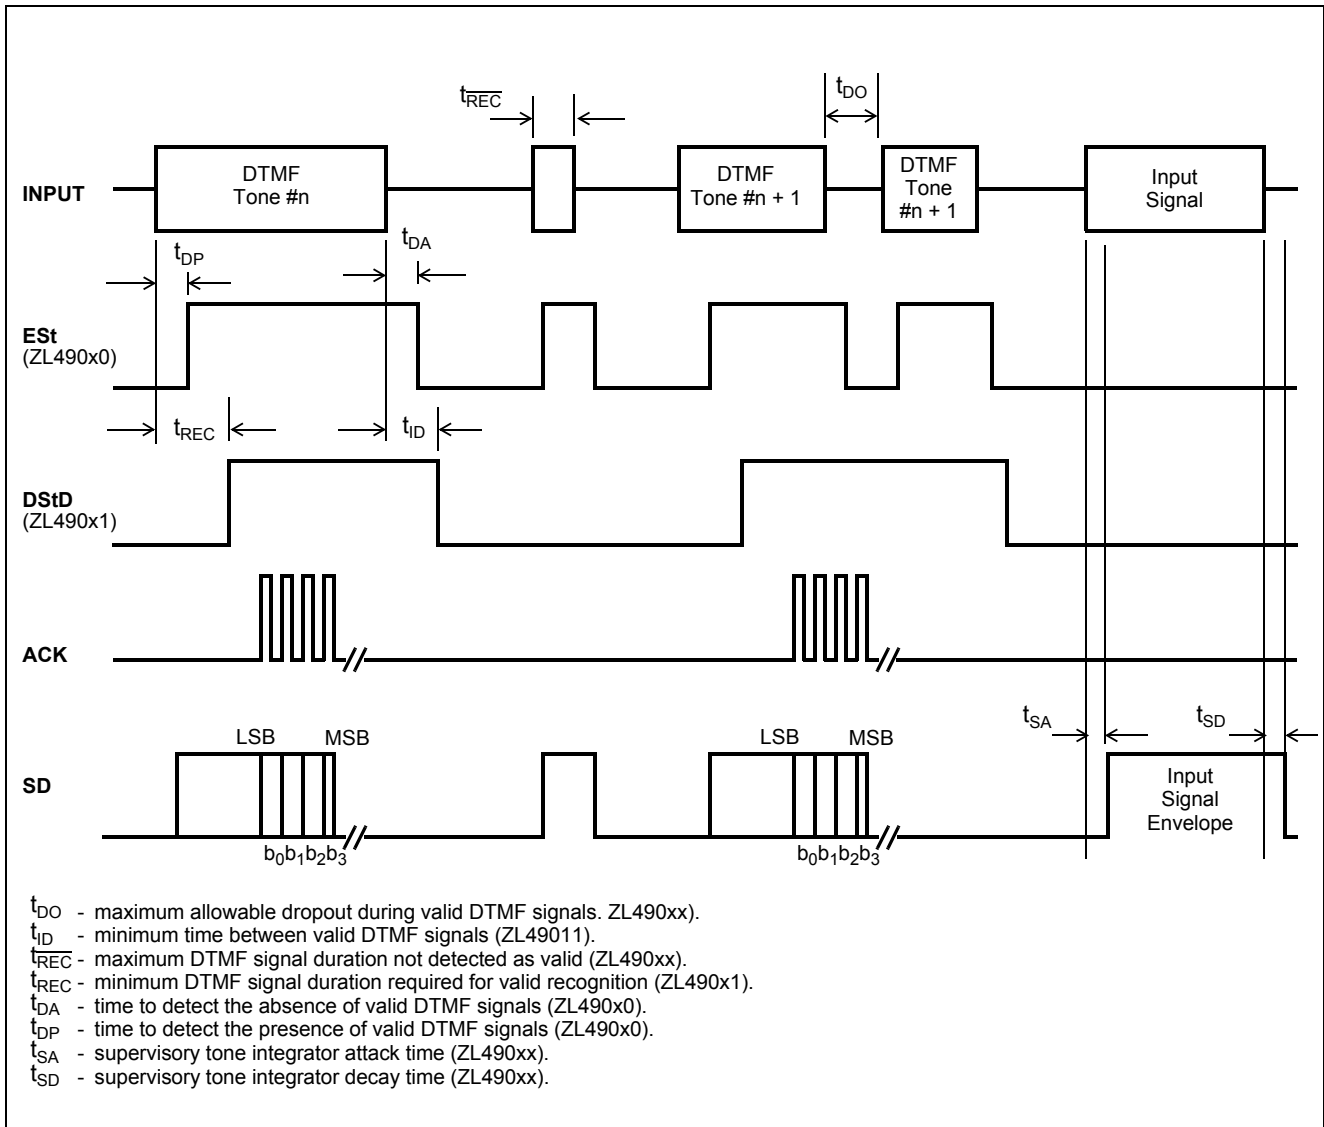 tREC
tDO
INPUT
DTMF
Tone #n
DTMF
Tone #n + 1
DTMF
Tone
#n + 1
Input
Signal
tDP
tDA
ESt
(ZL490x0)
tREC
tID
DStD
(ZL490x1)
ACK
tSA
tSD
LSB
MSB
LSB
MSB
SD
Input
Signal
Envelope
b0b1b2b3
b0b1b2b3
tDO - maximum allowable dropout during valid DTMF signals. ZL490xx).
tID - minimum time between valid DTMF signals (ZL49011).
tREC - maximum DTMF signal duration not detected as valid (ZL490xx).
tREC - minimum DTMF signal duration required for valid recognition (ZL490x1).
tDA - time to detect the absence of valid DTMF signals (ZL490x0).
tDP - time to detect the presence of valid DTMF signals (ZL490x0).
tSA - supervisory tone integrator attack time (ZL490xx).
tSD - supervisory tone integrator decay time (ZL490xx).